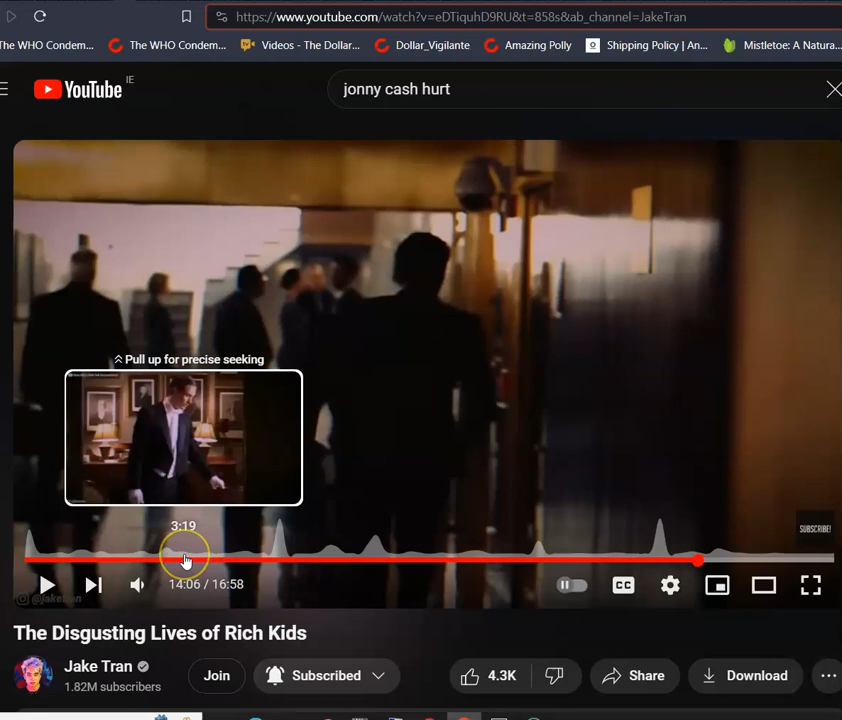 https://www.youtube.com/watch?v=eDTiquhD9RU&t=858s&ab_channel=JakeTran
The WHO Condem... The WHO Condem... Videos - The Dollar... Dollar_Vigilante Amazing Polly Shipping Policy | An... Mistletoe: A Natura...
YouTube IE
jonny cash hurt
Pull up for precise seeking
3:19
SUBSCRIBE!
14:06 / 16:58
CC
@jaketran
The Disgusting Lives of Rich Kids
Jake Tran
1.82M subscribers
Join
Subscribed
4.3K
Share
Download